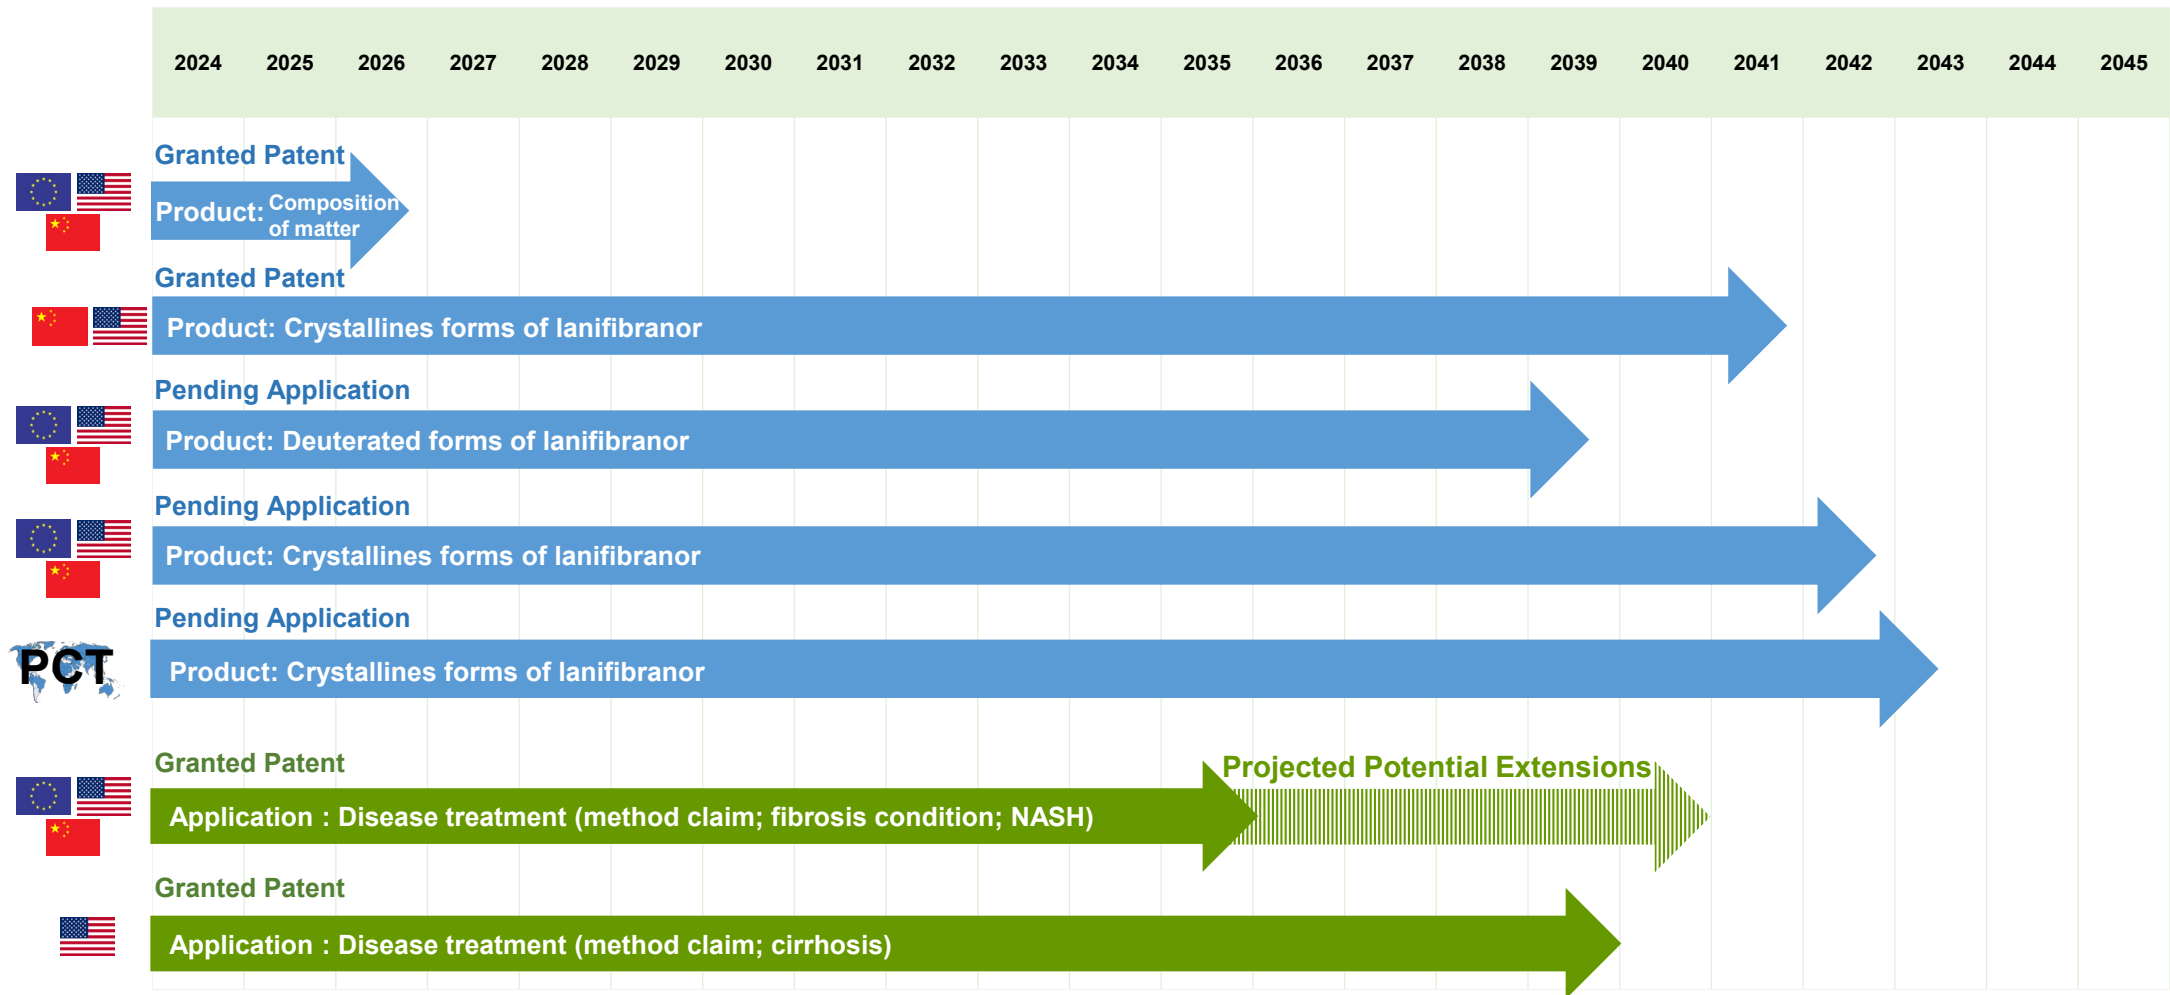 2024 2025 2026 2027 2028 2029 2030 2031 2032 2033 2034 2035 2036 2037 2038 2039 2040 2041 2042 2043 2044 2045
Granted Patent
Product: Composition
of matter
Granted Patent
Product: Crystallines forms of lanifibranor
Pending Application
Product: Deuterated forms of lanifibranor
Pending Application
Product: Crystallines forms of lanifibranor
Pending Application
PCT
Product: Crystallines forms of lanifibranor
Granted Patent
Projected Potential Extensions
Application : Disease treatment (method claim; fibrosis condition; NASH)
Granted Patent
Application : Disease treatment (method claim; cirrhosis)